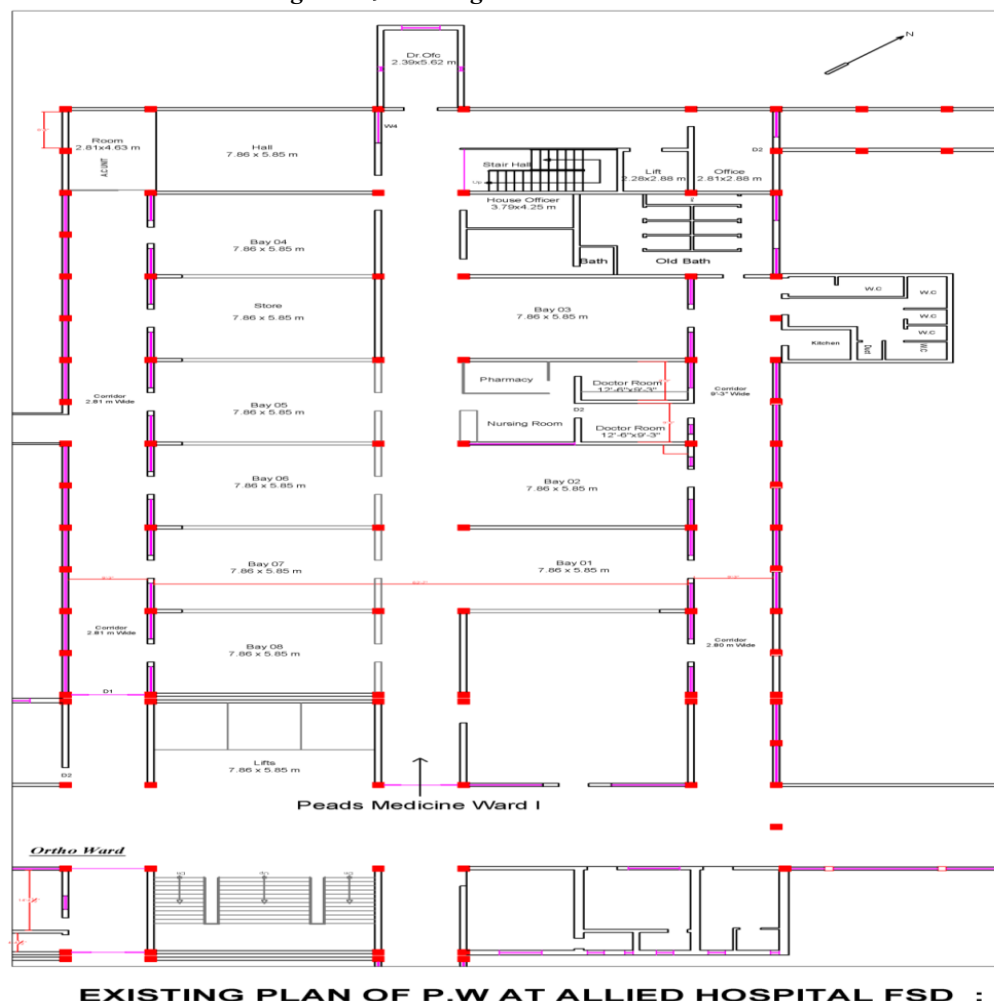 N
Dr.Ofc
2.39x5.62 m
W4
Room
2.81x4.63 m
A.C UNIT
Hall
7.86 x 5.85 m
Stair Hall
Up
Lift
2.28x2.88 m
Office
2.81x2.88 m
D2
House Officer
3.79x4.25 m
Bay 04
7.86 x 5.85 m
Bath
Old Bath
Store
7.86 x 5.85 m
Bay 03
7.86 x 5.85 m
W.C
W.C
W.C
W.C
W.C
Kitchen
Duct
Corridor
2.81 m Wide
Bay 05
7.86 x 5.85 m
Pharmacy
Doctor Room
12'-6"x9'-3"
D2
Nursing Room
Doctor Room
12'-6"x9'-3"
Corridor
9'-3" Wide
Bay 06
7.86 x 5.85 m
Bay 02
7.86 x 5.85 m
Bay 07
7.86 x 5.85 m
Bay 01
7.86 x 5.85 m
Corridor
2.81 m Wide
Bay 08
7.86 x 5.85 m
Corridor
2.80 m Wide
D1
Lifts
7.86 x 5.85 m
D2
Peads Medicine Ward I
Ortho Ward
EXISTING PLAN OF P.W AT ALLIED HOSPITAL FSD :